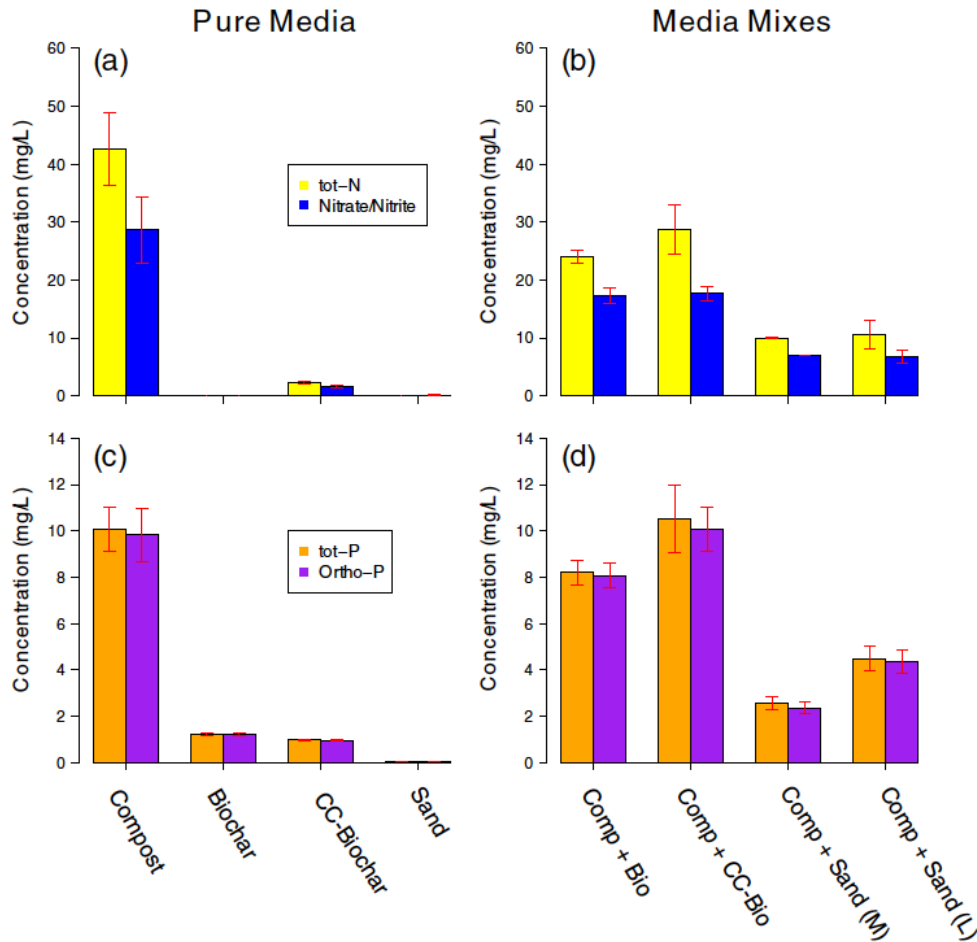 Pure Media
Media Mixes
(a)
60
50
40
30
20
10
0
Concentration (mg/L)
tot−N
Nitrate/Nitrite
(b)
60
50
40
30
20
10
0
Concentration (mg/L)
(c)
14
12
10
8
6
4
2
0
Concentration (mg/L)
tot−P
Ortho−P
Compost
Biochar
CC-Biochar
Sand
(d)
14
12
10
8
6
4
2
0
Concentration (mg/L)
Comp + Bio
Comp + CC-Bio
Comp + Sand (M)
Comp + Sand (L)